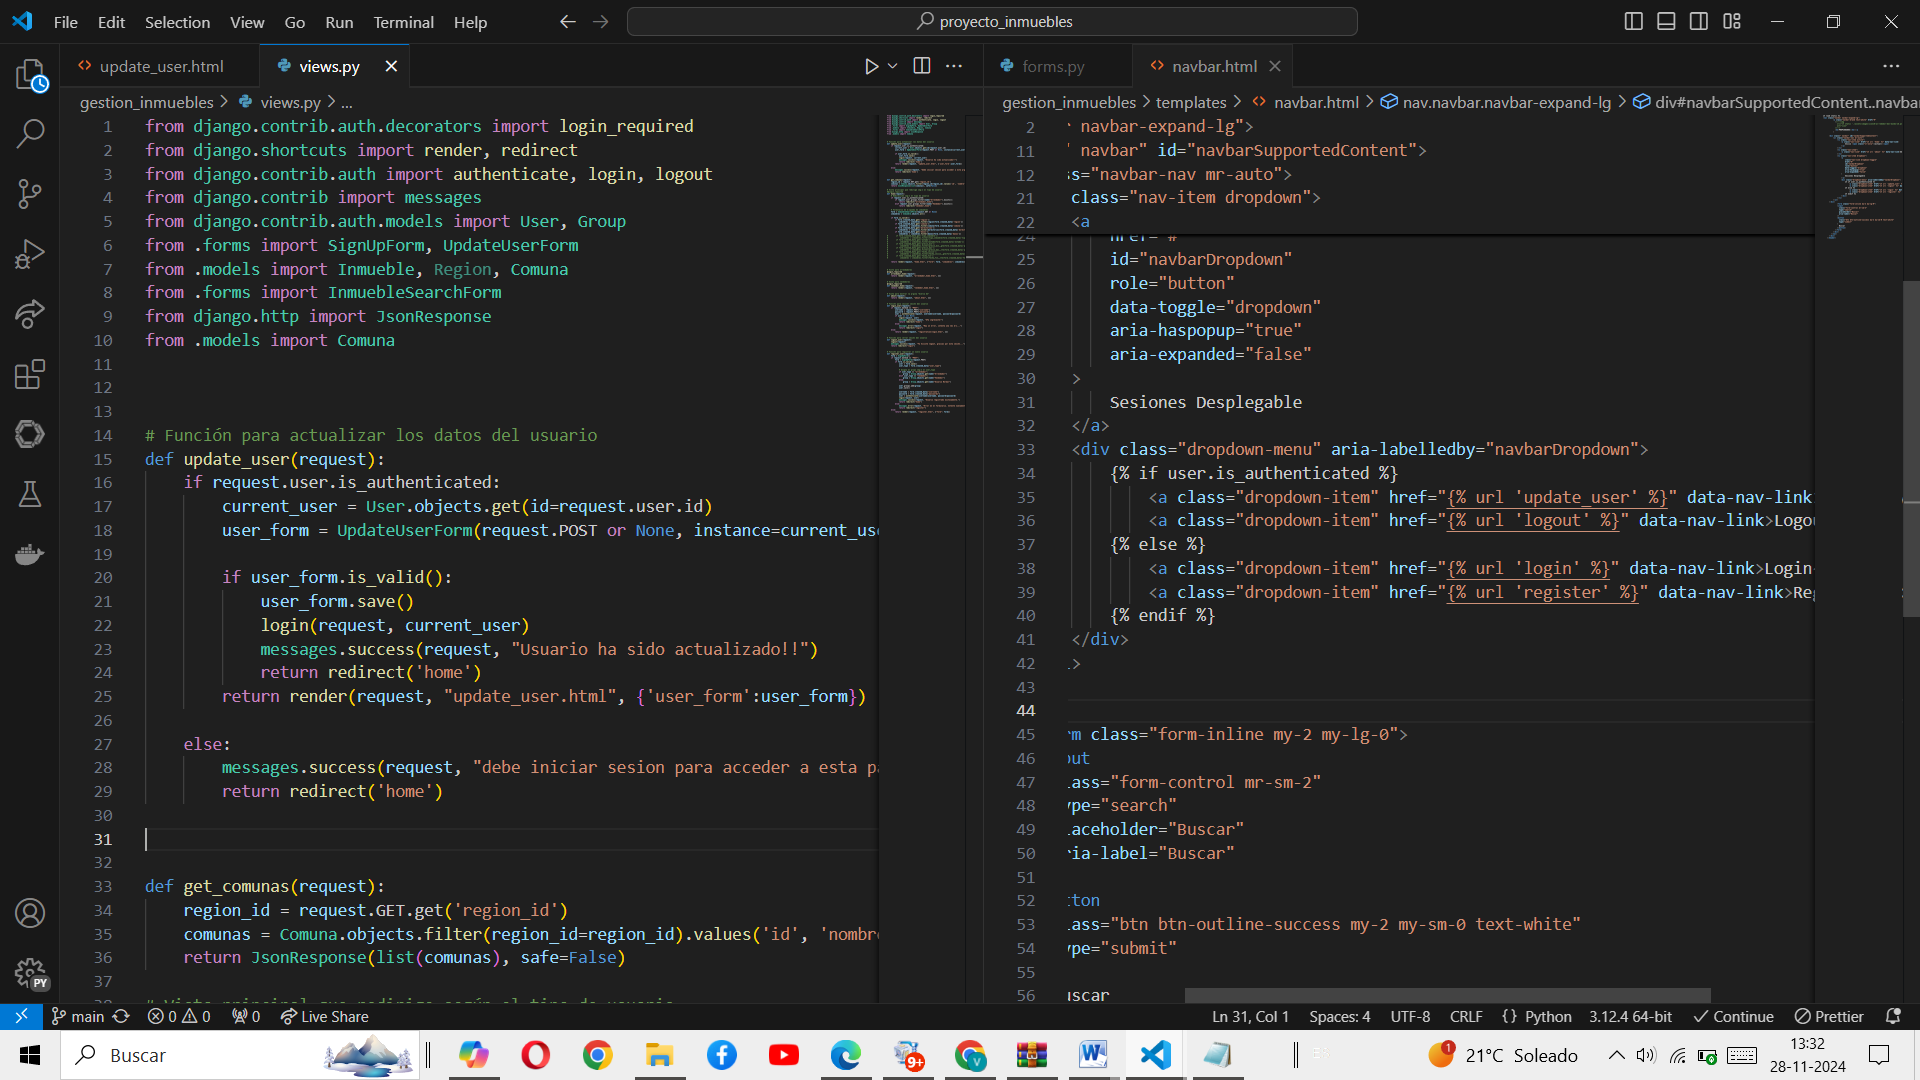 File Edit Selection View Go Run Terminal Help
proyecto_inmuebles
update_user.html
views.py
gestion_inmuebles > views.py > ...
1 from django.contrib.auth.decorators import login_required
2 from django.shortcuts import render, redirect
3 from django.contrib.auth import authenticate, login, logout
4 from django.contrib import messages
5 from django.contrib.auth.models import User, Group
6 from .forms import SignUpForm, UpdateUserForm
7 from .models import Inmueble, Region, Comuna
8 from .forms import InmuebleSearchForm
9 from django.http import JsonResponse
10 from .models import Comuna
11
12
13
14 # Función para actualizar los datos del usuario
15 def update_user(request):
16 if request.user.is_authenticated:
17 current_user = User.objects.get(id=request.user.id)
18 user_form = UpdateUserForm(request.POST or None, instance=current_us
19
20 if user_form.is_valid():
21 user_form.save()
22 login(request, current_user)
23 messages.success(request, "Usuario ha sido actualizado!!")
24 return redirect('home')
25 return render(request, "update_user.html", {'user_form':user_form})
26
27 else:
28 messages.success(request, "debe iniciar sesion para acceder a esta p
29 return redirect('home')
30
31
32
33 def get_comunas(request):
34 region_id = request.GET.get('region_id')
35 comunas = Comuna.objects.filter(region_id=region_id).values('id', 'nombr
36 return JsonResponse(list(comunas), safe=False)
37
forms.py
navbar.html
gestion_inmuebles > templates > navbar.html > nav.navbar.navbar-expand-lg > div#navbarSupportedContent..navba
2 navbar-expand-lg">
11 " navbar" id="navbarSupportedContent">
12 ss="navbar-nav mr-auto">
21 class="nav-item dropdown">
22 <a
24 href="#
25 id="navbarDropdown"
26 role="button"
27 data-toggle="dropdown"
28 aria-haspopup="true"
29 aria-expanded="false"
30 >
31 Sesiones Desplegable
32 </a>
33 <div class="dropdown-menu" aria-labelledby="navbarDropdown">
34 {% if user.is_authenticated %}
35 <a class="dropdown-item" href="{% url 'update_user' %}" data-nav-link
36 <a class="dropdown-item" href="{% url 'logout' %}" data-nav-link>Logo
37 {% else %}
38 <a class="dropdown-item" href="{% url 'login' %}" data-nav-link>Login
39 <a class="dropdown-item" href="{% url 'register' %}" data-nav-link>Re
40 {% endif %}
41 </div>
42 >
43
44
45 rm class="form-inline my-2 my-lg-0">
46 put
47 lass="form-control mr-sm-2"
48 ype="search"
49 laceholder="Buscar"
50 ria-label="Buscar"
51
52 tton
53 lass="btn btn-outline-success my-2 my-sm-0 text-white"
54 ype="submit"
55
56 uscar
PY
main 0 0 0 Live Share
Ln 31, Col 1 Spaces: 4 UTF-8 CRLF {} Python 3.12.4 64-bit Continue Prettier
Buscar
9+
1 21°C Soleado
13:32
28-11-2024